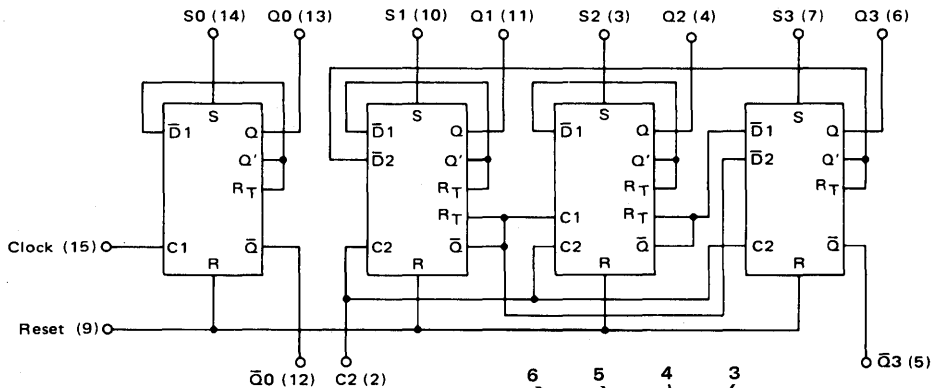 S0 (14) Q0 (13) S1 (10) Q1 (11) S2 (3) Q2 (4) S3 (7) Q3 (6)
S S S S
D̅1 Q D̅1 Q D̅1 Q D̅1 Q
Q' D̅2 Q' Q' D̅2 Q'
RT RT RT RT
RT C1 RT
Clock (15) C1 Q̅ C2 Q̅ C2 Q̅ C2 Q̅
R R R R
Reset (9)
Q̅0 (12) C2 (2) Q̅3 (5)
6 5 4 3